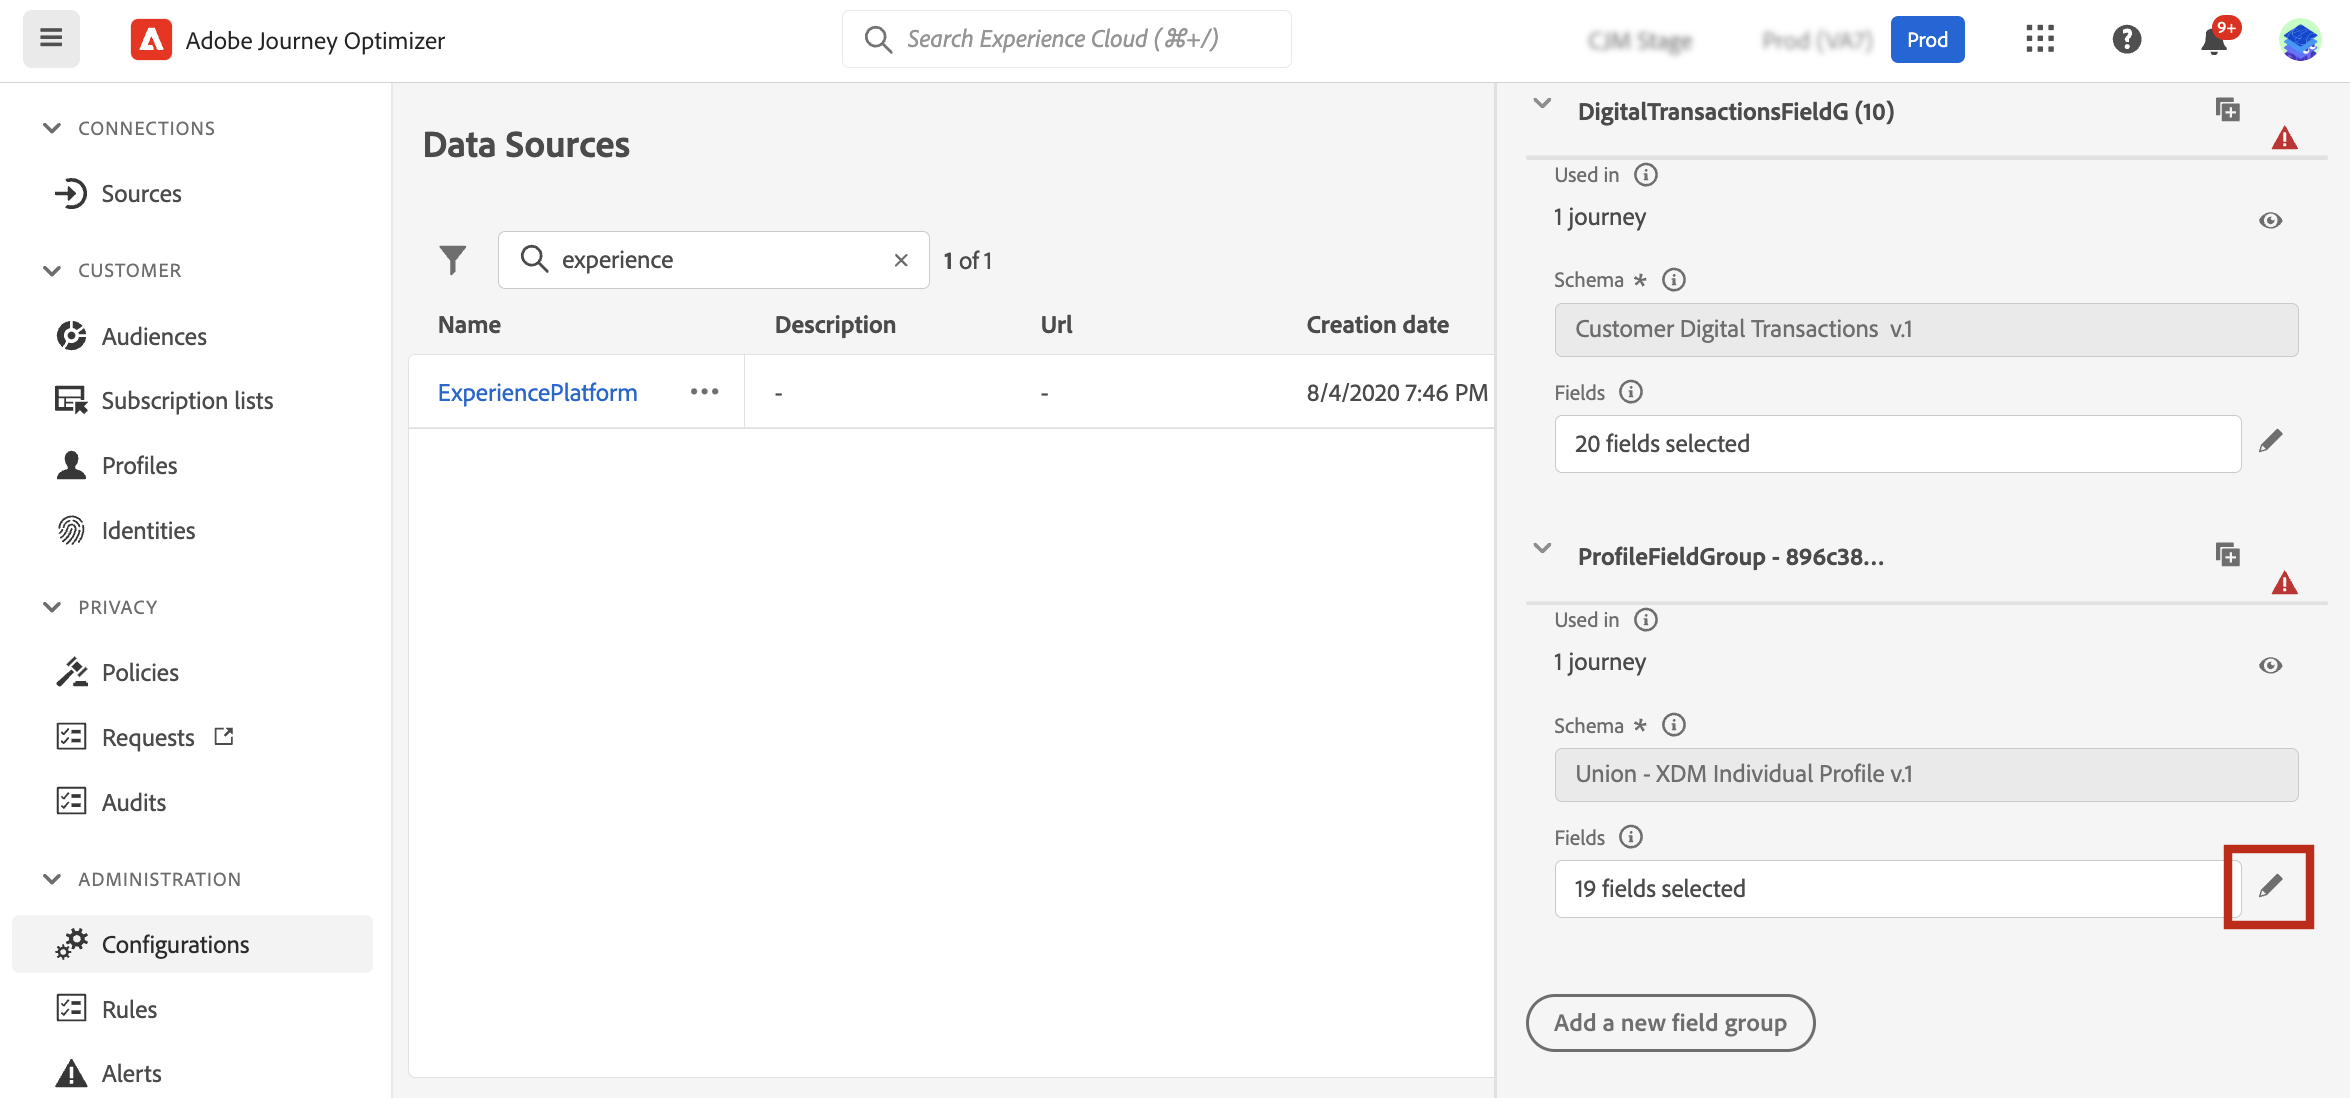 Adobe Journey Optimizer
Search Experience Cloud (⌘+/)
CJM Stage
Prod (VA7)
Prod
9+
CONNECTIONS
Sources
CUSTOMER
Audiences
Subscription lists
Profiles
Identities
PRIVACY
Policies
Requests
Audits
ADMINISTRATION
Configurations
Rules
Alerts
Data Sources
experience
1 of 1
Name Description Url Creation date
ExperiencePlatform ••• - - 8/4/2020 7:46 PM
DigitalTransactionsFieldG (10)
Used in
1 journey
Schema *
Customer Digital Transactions v.1
Fields
20 fields selected
ProfileFieldGroup - 896c38...
Used in
1 journey
Schema *
Union - XDM Individual Profile v.1
Fields
19 fields selected
Add a new field group